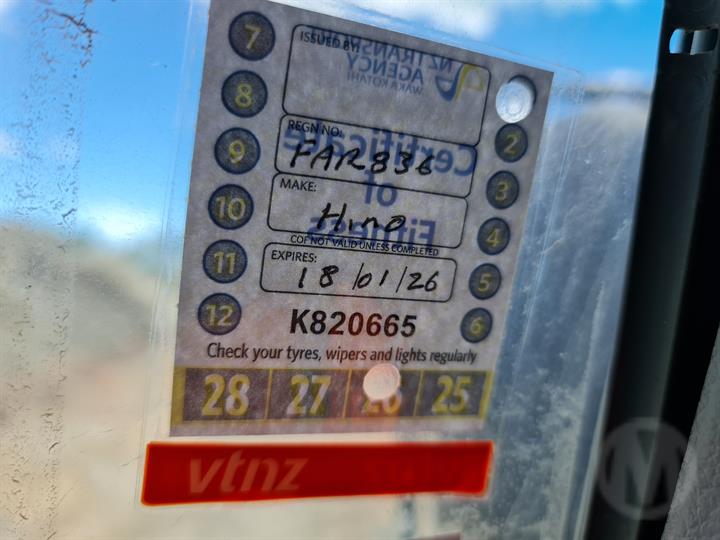 ISSUED BY:
NZ TRANSPORT
AGENCY
WAKA KOTAHI
REGN NO:
FAR836
MAKE:
Hino
Certificate
of
Fitness
COF NOT VALID UNLESS COMPLETED
EXPIRES:
18/01/26
K820665
Check your tyres, wipers and lights regularly
7
8
9
10
11
12
2
3
4
5
6
28 27 26 25
vtnz
M